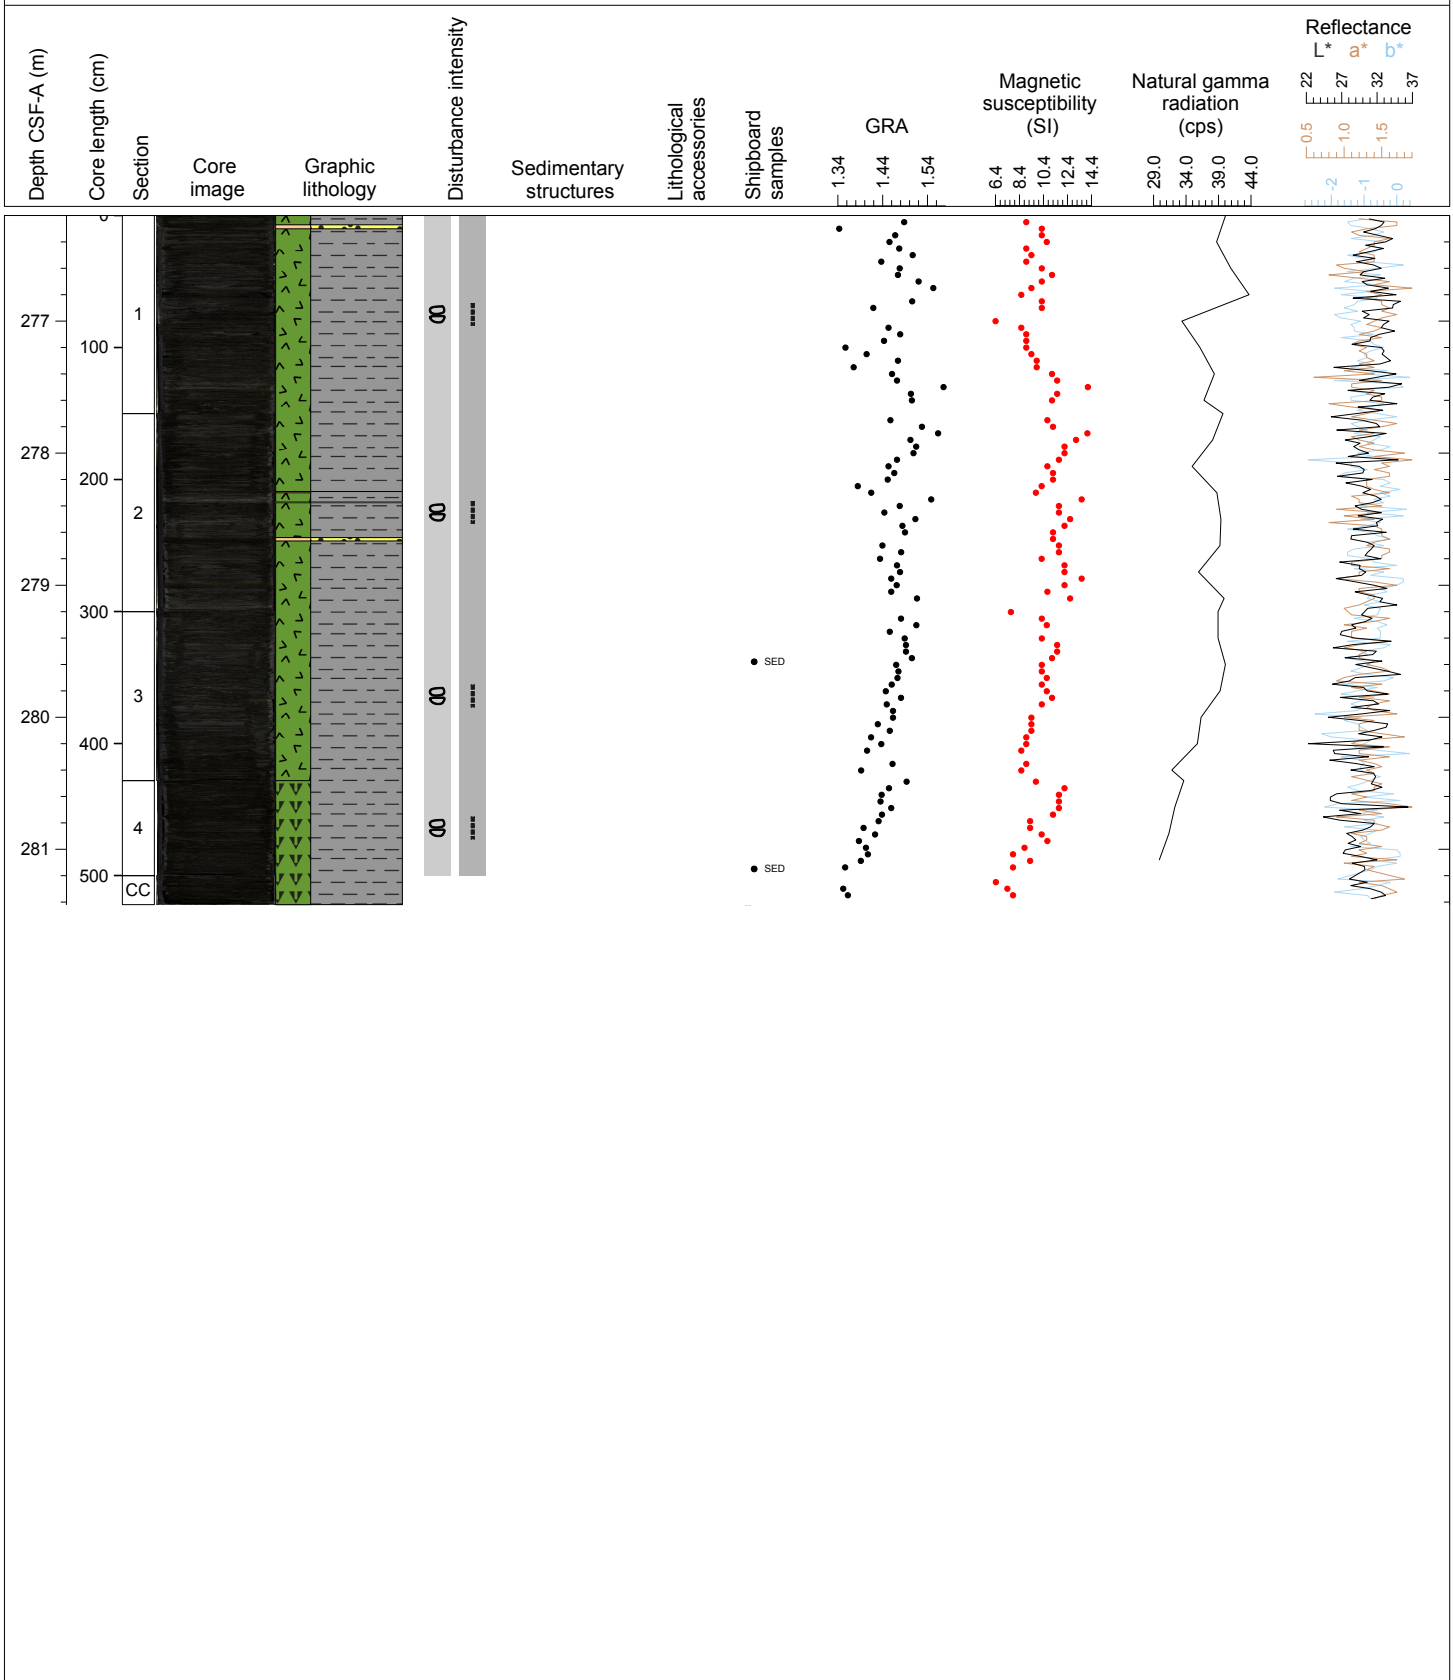 Depth CSF-A (m)
Core length (cm)
Section
Core
image
Graphic
lithology
Disturbance intensity
Sedimentary
structures
Lithological
accessories
Shipboard
samples
GRA
1.34
1.44
1.54
Magnetic
susceptibility
(SI)
6.4
8.4
10.4
12.4
14.4
Natural gamma
radiation
(cps)
29.0
34.0
39.0
44.0
Reflectance
L* a* b*
22
27
32
37
0.5
1.0
1.5
-2
-1
0
0
1
277
100
278
200
2
279
300
SED
3
280
400
4
281
SED
500
CC